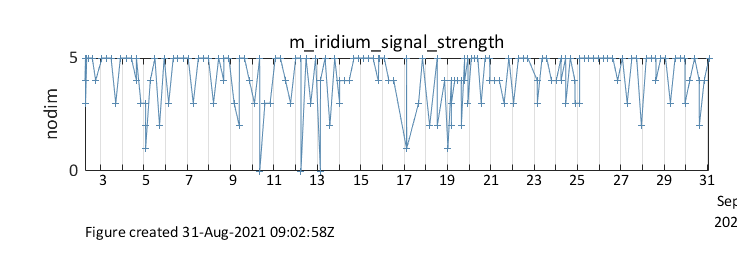 m_iridium_signal_strength
5
nodim
0
3 5 7 9 11 13 15 17 19 21 23 25 27 29 31
Sep
202
Figure created 31-Aug-2021 09:02:58Z